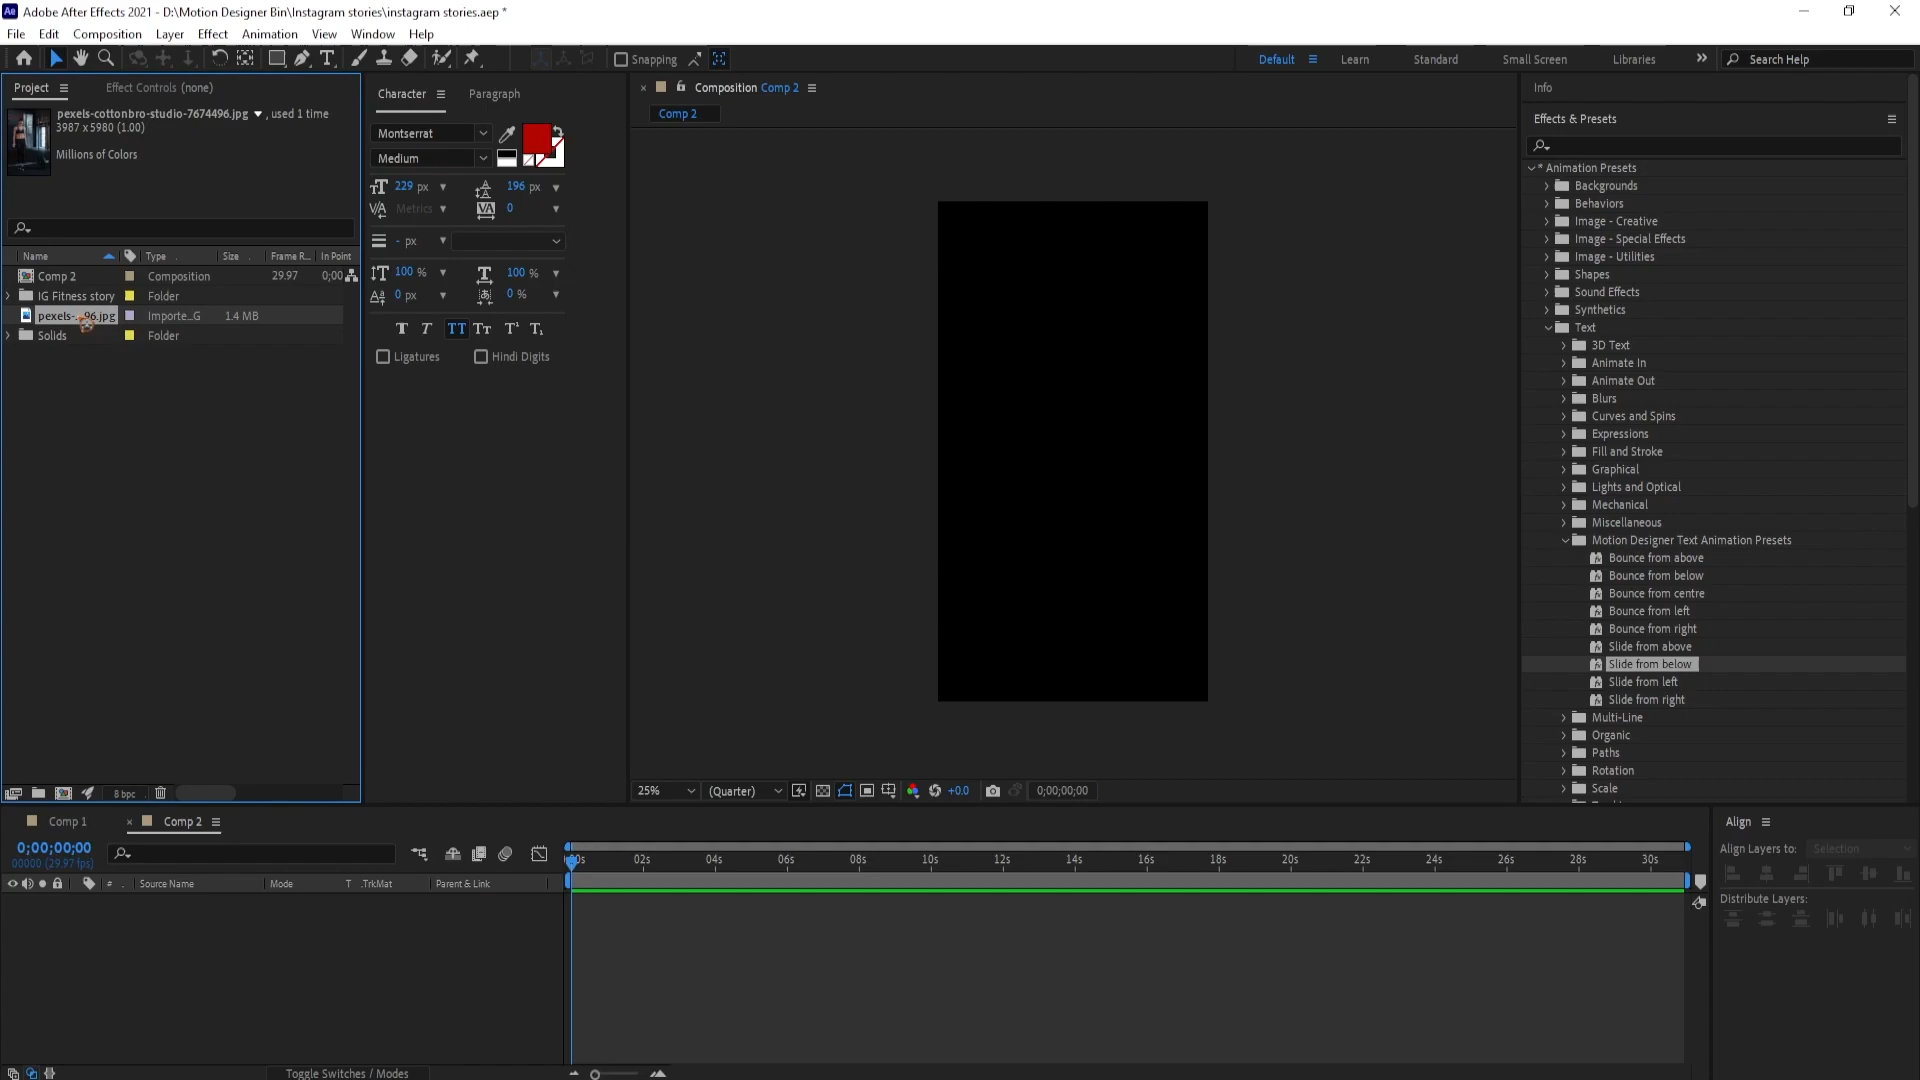 Ae Adobe After Effects 2021 - D:\Motion Designer Bin\Instagram stories\instagram stories.aep *
File Edit Composition Layer Effect Animation View Window Help
Snapping
Default Learn Standard Small Screen Libraries Search Help
Project Effect Controls (none)
pexels-cottonbro-studio-7674496.jpg , used 1 time
3987 x 5980 (1.00)
Millions of Colors
Name Type Size Frame R... In Point
Comp 2 Composition 29.97 0;00
IG Fitness story Folder
pexels-...96.jpg Importe...G 1.4 MB
Solids Folder
8 bpc
Character Paragraph
Montserrat
Medium
229 px 196 px
Metrics 0
- px
100 % 100 %
0 px 0 %
T T TT Tt T¹ T₁
Ligatures Hindi Digits
Composition Comp 2
Comp 2
25% (Quarter) +0.0 0;00;00;00
Info
Effects & Presets
* Animation Presets
Backgrounds
Behaviors
Image - Creative
Image - Special Effects
Image - Utilities
Shapes
Sound Effects
Synthetics
Text
3D Text
Animate In
Animate Out
Blurs
Curves and Spins
Expressions
Fill and Stroke
Graphical
Lights and Optical
Mechanical
Miscellaneous
Motion Designer Text Animation Presets
Bounce from above
Bounce from below
Bounce from centre
Bounce from left
Bounce from right
Slide from above
Slide from below
Slide from left
Slide from right
Multi-Line
Organic
Paths
Rotation
Scale
Comp 1 Comp 2
0;00;00;00
00000 (29.97 fps)
# Source Name Mode T .TrkMat Parent & Link
02s 04s 06s 08s 10s 12s 14s 16s 18s 20s 22s 24s 26s 28s 30s
Toggle Switches / Modes
Align
Align Layers to: Selection
Distribute Layers: